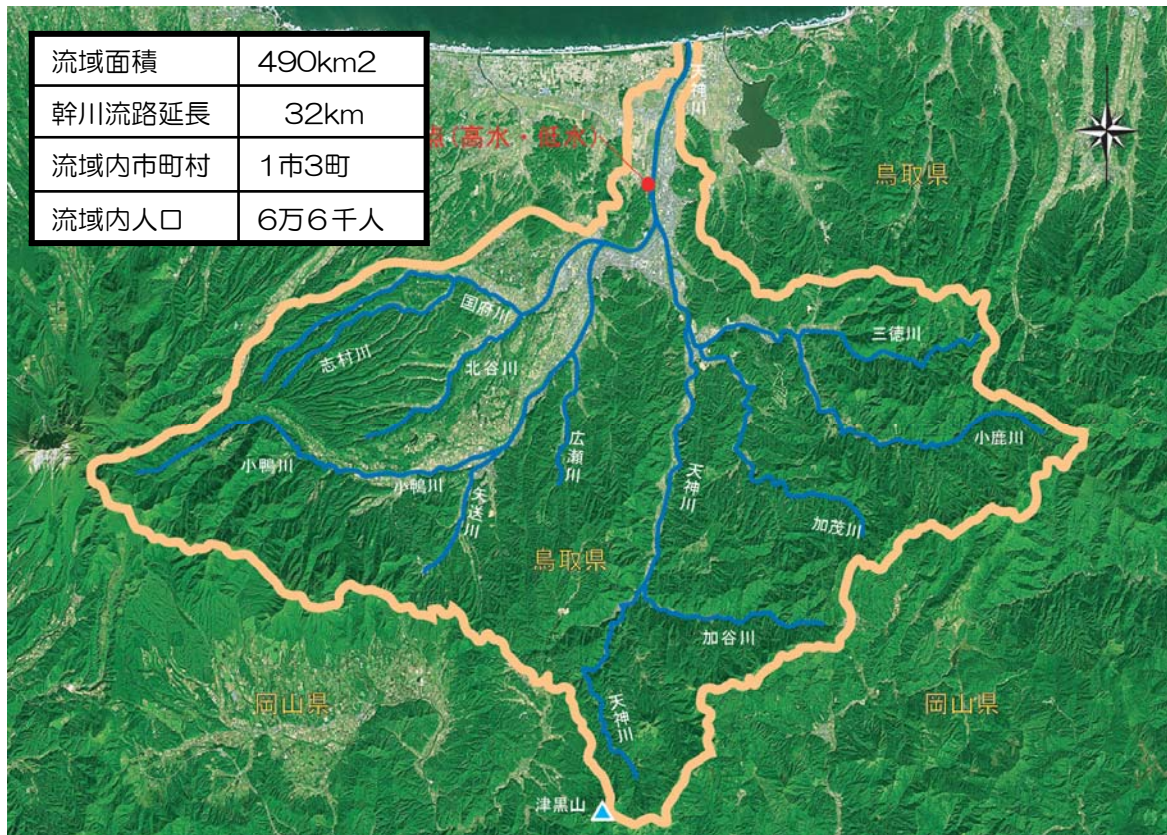 流域面積 490km2
幹川流路延長 32km
流域内市町村 1市3町
流域内人口 6万6千人
天神川
(高水・低水)
鳥取県
国府川
三徳川
志村川
北谷川
小鹿川
広瀬川
小鴨川
小鴨川
天神川
矢送川
加茂川
鳥取県
加谷川
岡山県
岡山県
天神川
津黒山